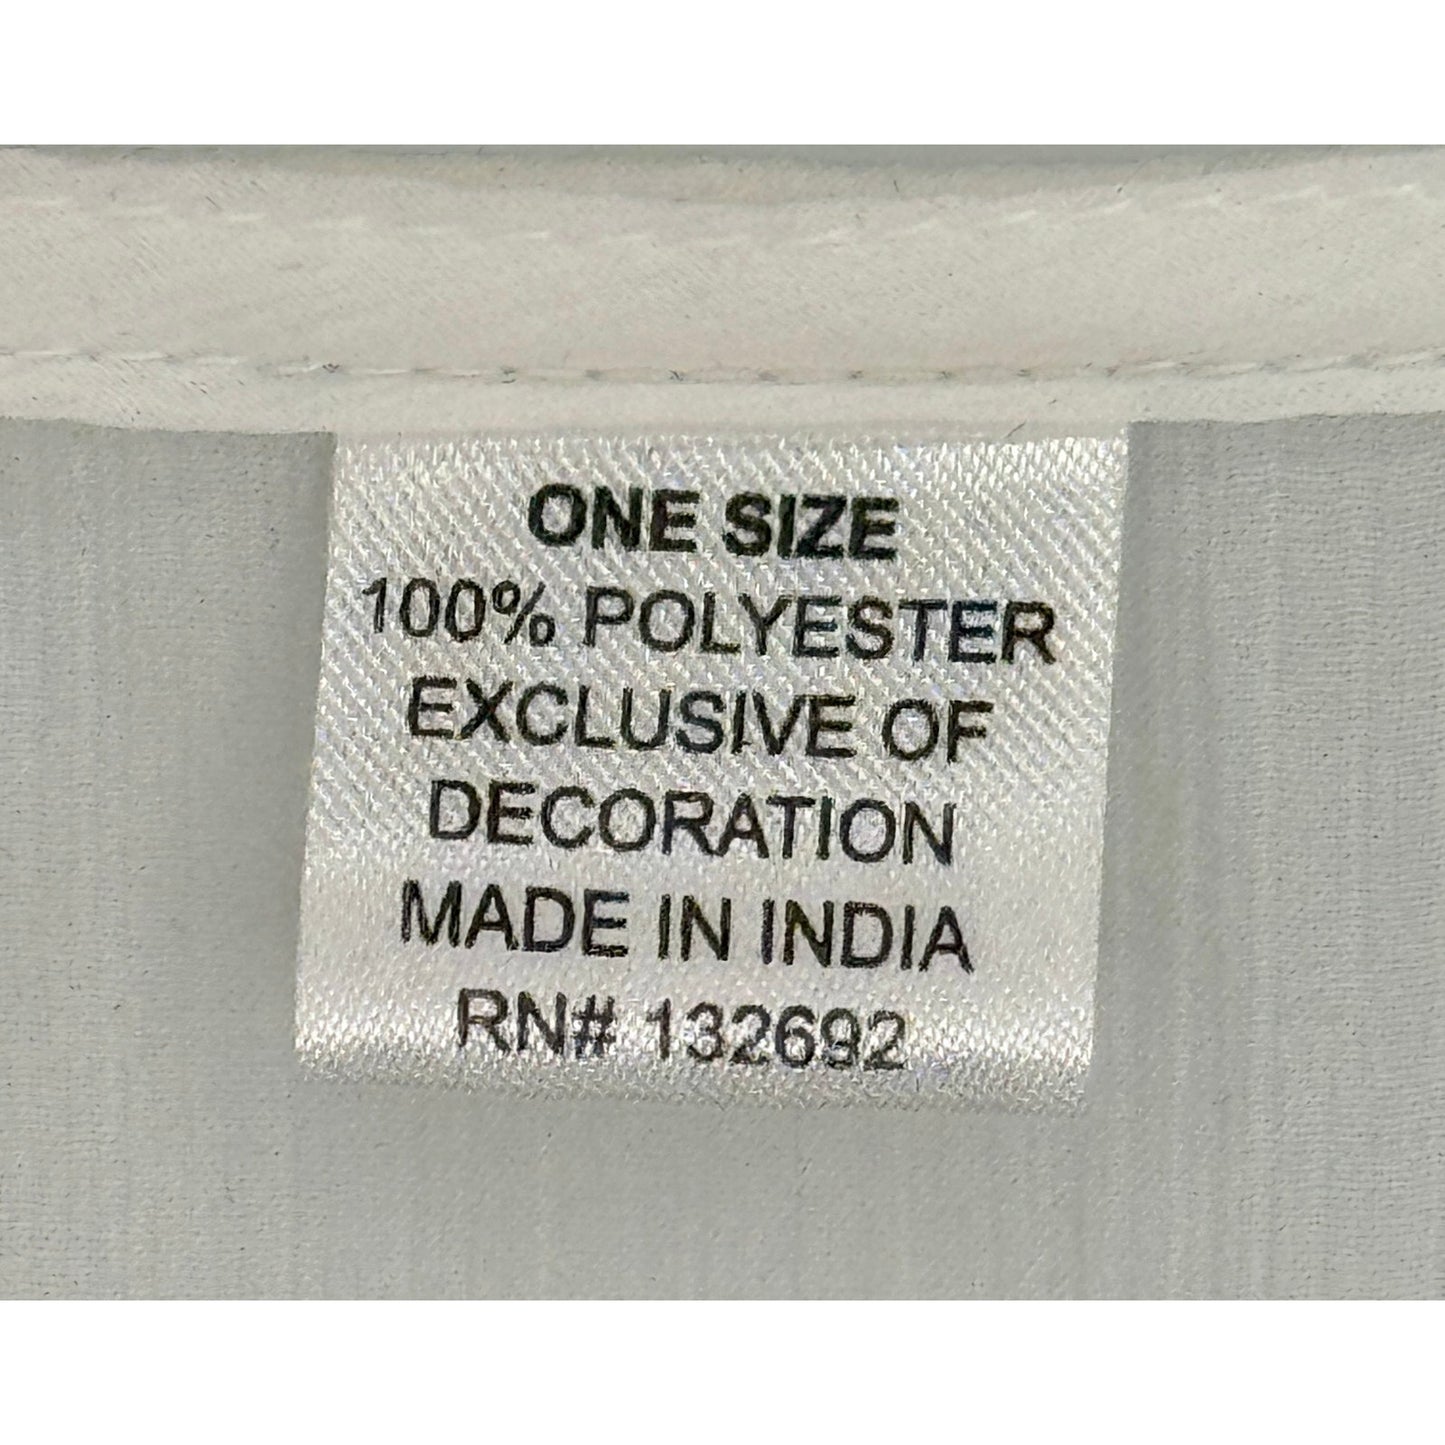 ONE SIZE
100% POLYESTER
EXCLUSIVE OF
DECORATION
MADE IN INDIA
RN# 132692